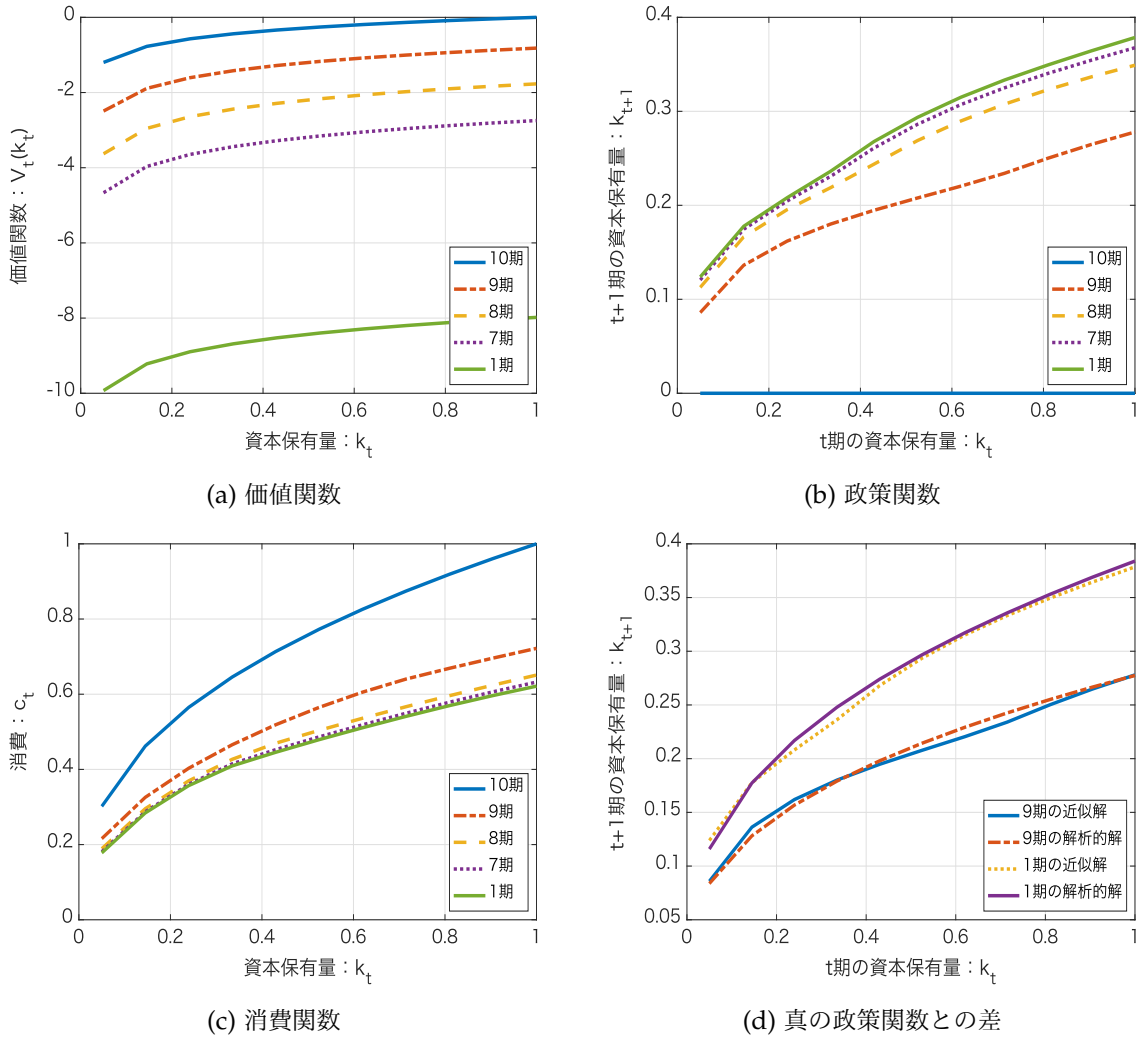 0
-2
-4
-6
-8
-10
価値関数：V_t(k_t)
10期
9期
8期
7期
1期
0 0.2 0.4 0.6 0.8 1
資本保有量：k_t
(a) 価値関数
0.4
0.3
0.2
0.1
0
t+1期の資本保有量：k_{t+1}
10期
9期
8期
7期
1期
0 0.2 0.4 0.6 0.8 1
t期の資本保有量：k_t
(b) 政策関数
1
0.8
0.6
0.4
0.2
0
消費：c_t
10期
9期
8期
7期
1期
0 0.2 0.4 0.6 0.8 1
資本保有量：k_t
(c) 消費関数
0.4
0.35
0.3
0.25
0.2
0.15
0.1
0.05
t+1期の資本保有量：k_{t+1}
9期の近似解
9期の解析的解
1期の近似解
1期の解析的解
0 0.2 0.4 0.6 0.8 1
t期の資本保有量：k_t
(d) 真の政策関数との差